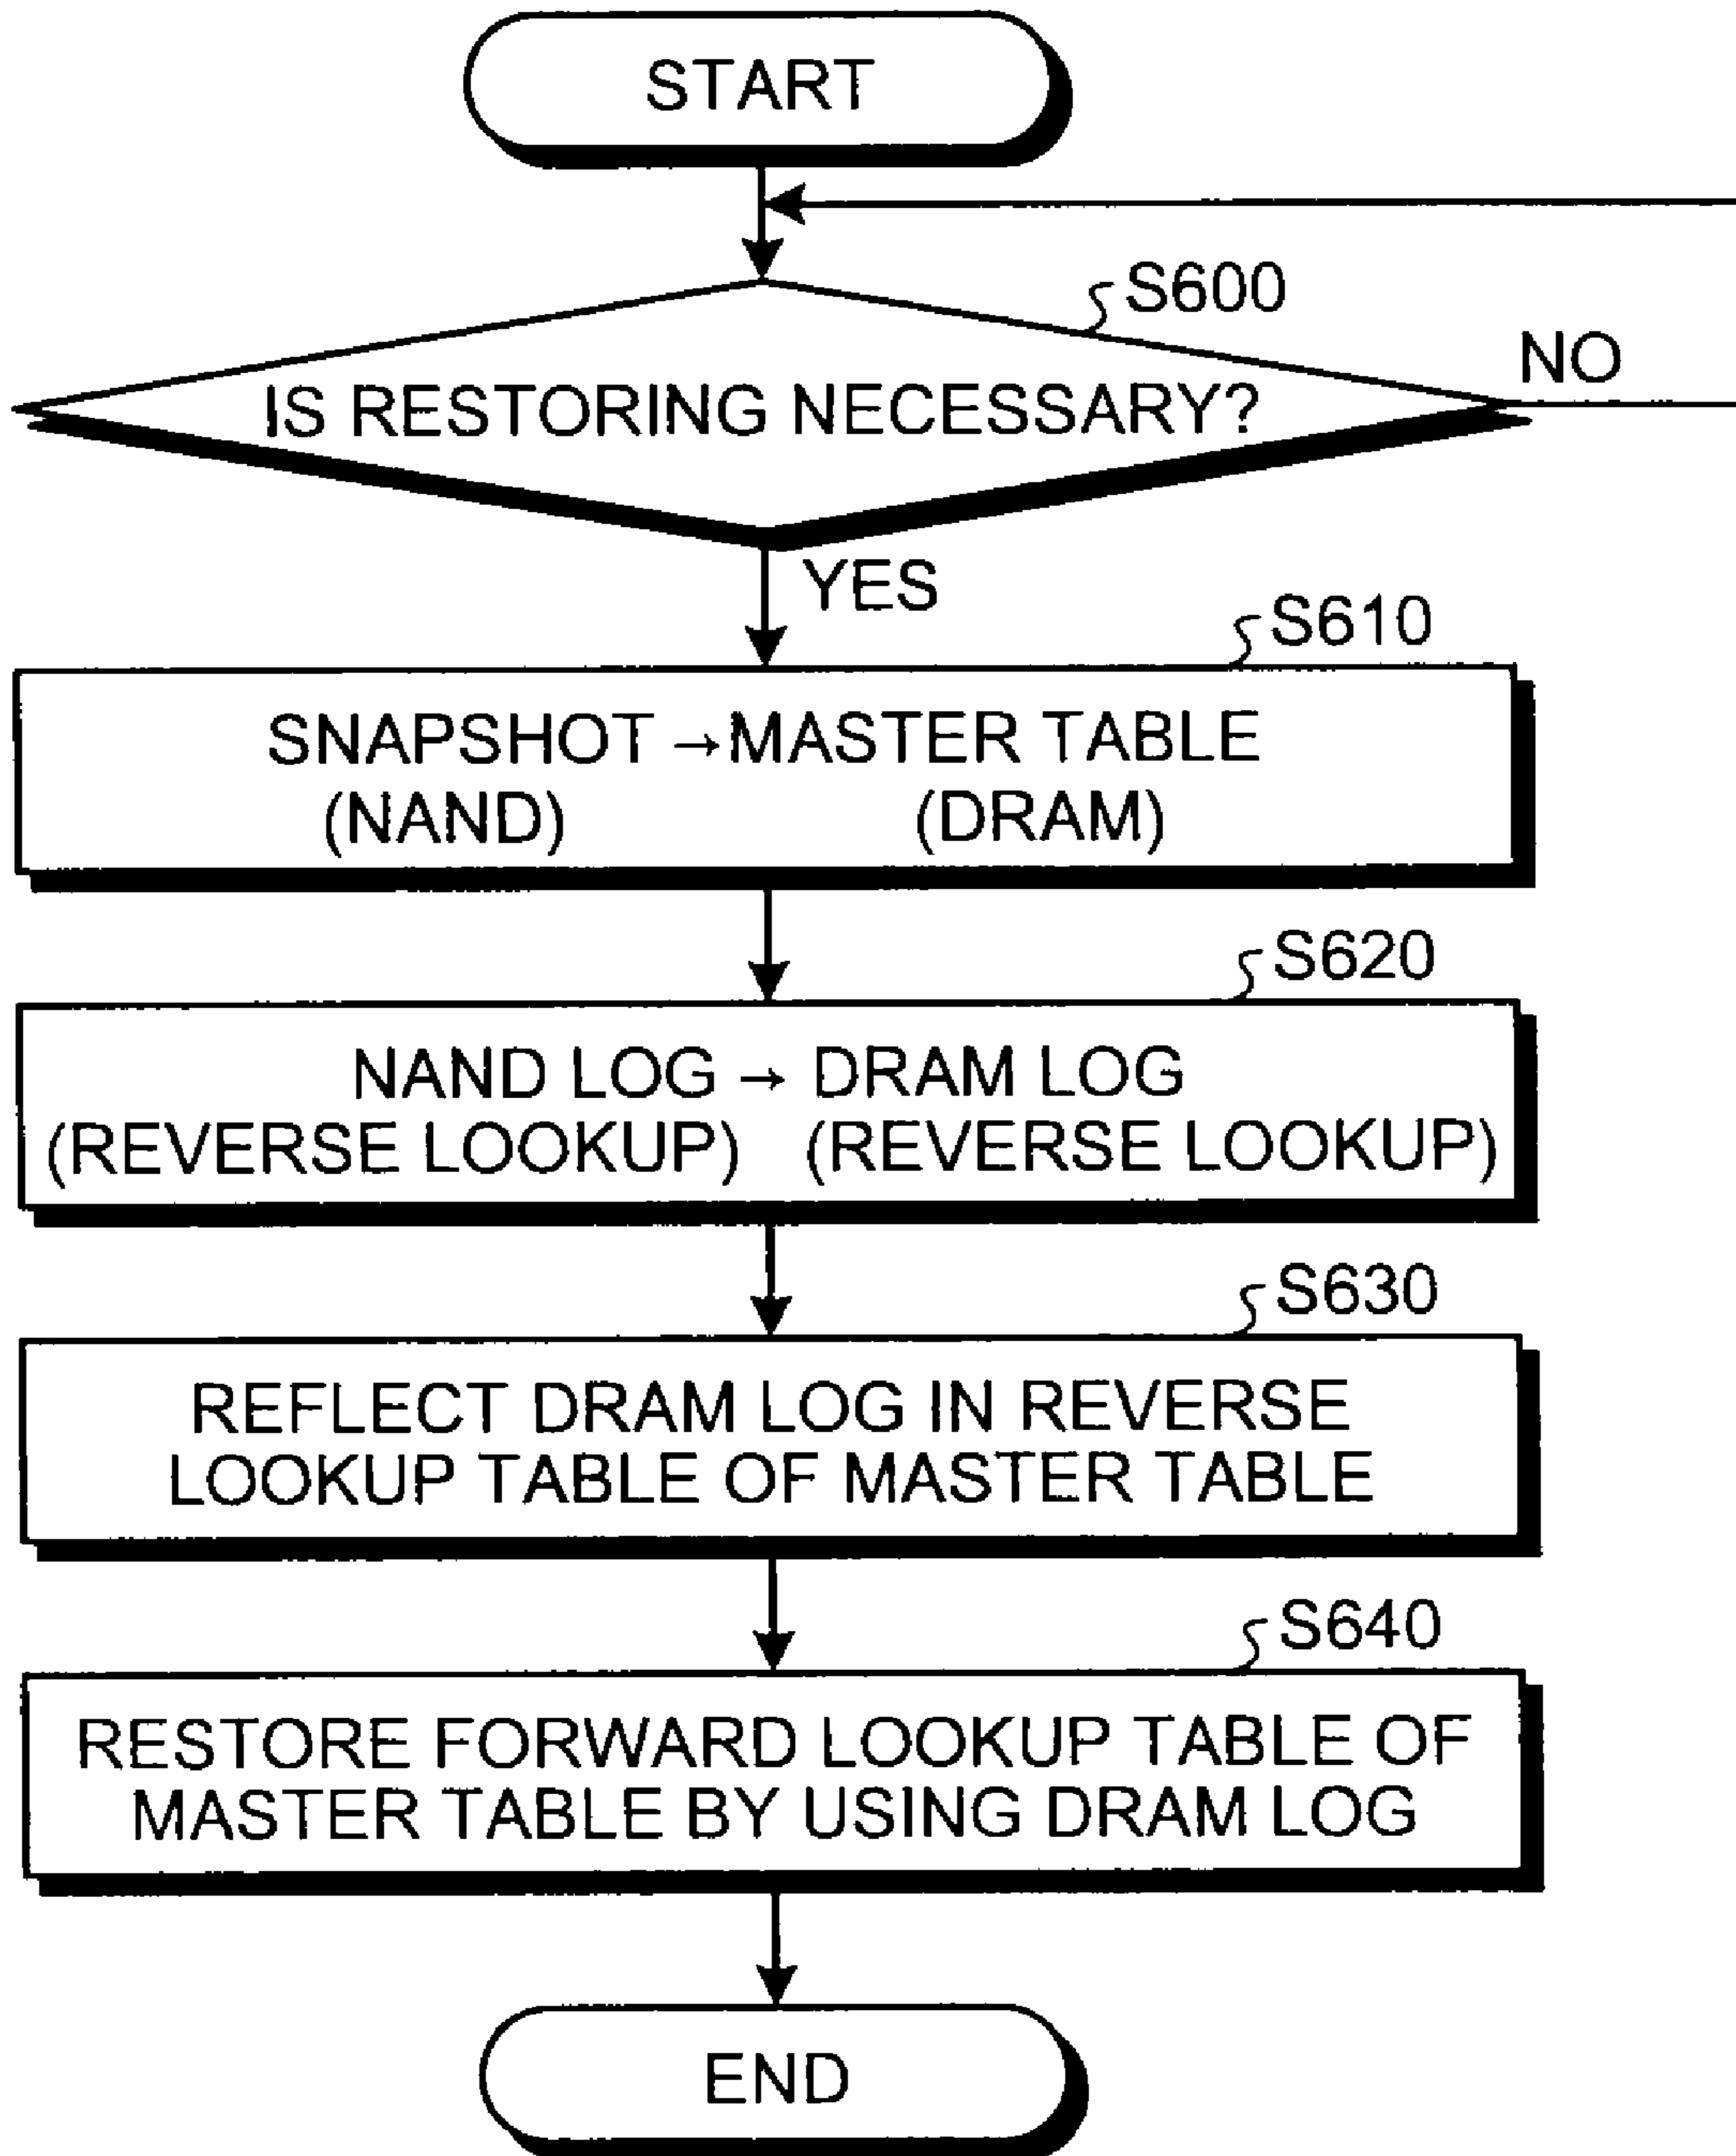 START
S600
IS RESTORING NECESSARY?
NO
YES
S610
SNAPSHOT → MASTER TABLE
(NAND) (DRAM)
S620
NAND LOG → DRAM LOG
(REVERSE LOOKUP) (REVERSE LOOKUP)
S630
REFLECT DRAM LOG IN REVERSE
LOOKUP TABLE OF MASTER TABLE
S640
RESTORE FORWARD LOOKUP TABLE OF
MASTER TABLE BY USING DRAM LOG
END